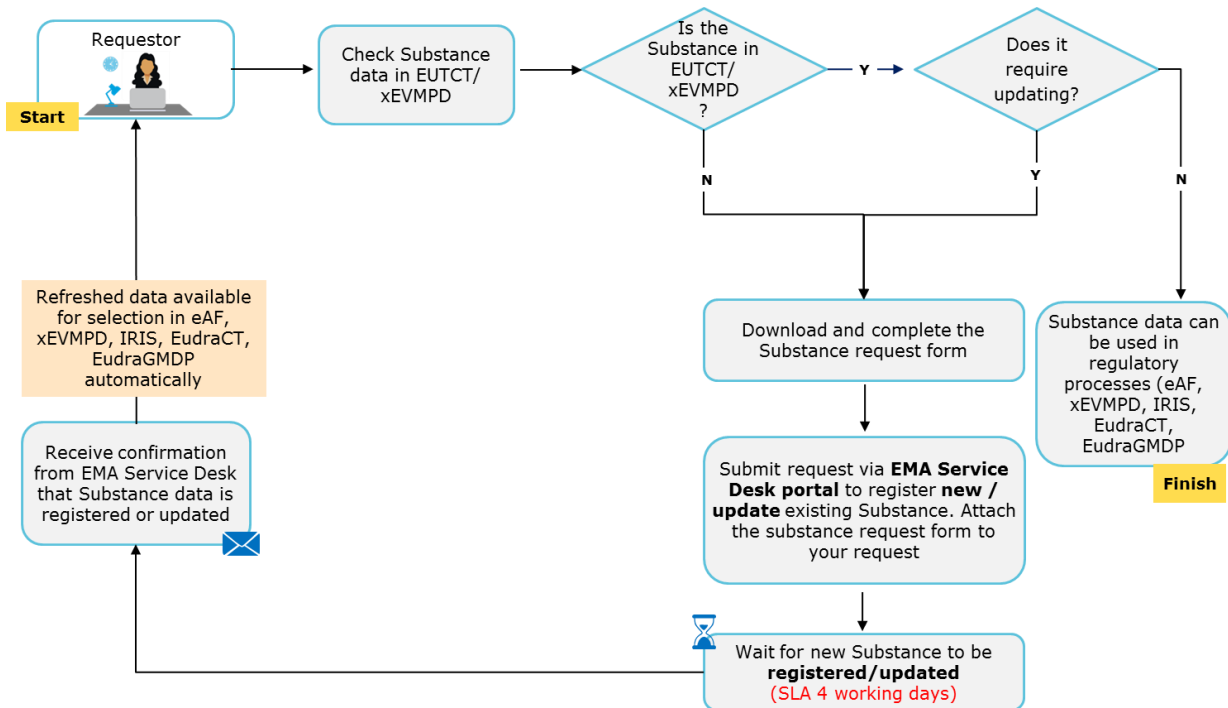 Requestor
Start
Check Substance
data in EUTCT/
xEVMPD
Is the
Substance in
EUTCT/
xEVMPD
?
Y
Does it
require
updating?
N
Y
N
Refreshed data available
for selection in eAF,
xEVMPD, IRIS, EudraCT,
EudraGMDP
automatically
Download and complete the
Substance request form
Substance data can
be used in
regulatory
processes (eAF,
xEVMPD, IRIS,
EudraCT,
EudraGMDP
Finish
Receive confirmation
from EMA Service Desk
that Substance data is
registered or updated
Submit request via EMA Service
Desk portal to register new /
update existing Substance. Attach
the substance request form to
your request
Wait for new Substance to be
registered/updated
(SLA 4 working days)